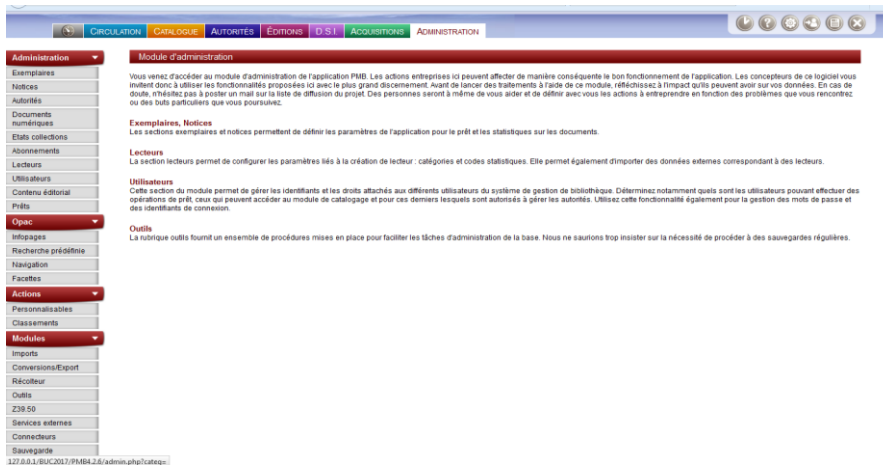 CIRCULATION CATALOGUE AUTORITÉS ÉDITIONS D.S.I. ACQUISITIONS ADMINISTRATION
Administration
Exemplaires
Notices
Autorités
Documents
numériques
Etats collections
Abonnements
Lecteurs
Utilisateurs
Contenu éditorial
Prêts
Opac
Infopages
Recherche prédéfinie
Navigation
Facettes
Actions
Personnalisables
Classements
Modules
Imports
Conversions/Export
Récolteur
Outils
Z39.50
Services externes
Connecteurs
Sauvegarde
Module d'administration
Vous venez d'accéder au module d'administration de l'application PMB. Les actions entreprises ici peuvent affecter de manière conséquente le bon fonctionnement de l'application. Les concepteurs de ce logiciel vous
invitent donc à utiliser les fonctionnalités proposées ici avec le plus grand discernement. Avant de lancer des traitements à l'aide de ce module, réfléchissez à l'impact qu'ils peuvent avoir sur vos données. En cas de
doute, n'hésitez pas à poster un mail sur la liste de diffusion du projet. Des personnes seront à même de vous aider et de définir avec vous les actions à entreprendre en fonction des problèmes que vous rencontrez
ou des buts particuliers que vous poursuivez.
Exemplaires, Notices
Les sections exemplaires et notices permettent de définir les paramètres de l'application pour le prêt et les statistiques sur les documents.
Lecteurs
La section lecteurs permet de configurer les paramètres liés à la création de lecteur : catégories et codes statistiques. Elle permet également d'importer des données externes correspondant à des lecteurs.
Utilisateurs
Cette section du module permet de gérer les identifiants et les droits attachés aux différents utilisateurs du système de gestion de bibliothèque. Déterminez notamment quels sont les utilisateurs pouvant effectuer des
opérations de prêt, ceux qui peuvent accéder au module de catalogage et pour ces derniers lesquels sont autorisés à gérer les autorités. Utilisez cette fonctionnalité également pour la gestion des mots de passe et
des identifiants de connexion.
Outils
La rubrique outils fournit un ensemble de procédures mises en place pour faciliter les tâches d'administration de la base. Nous ne saurions trop insister sur la nécessité de procéder à des sauvegardes régulières.
127.0.0.1/BUC2017/PMB4.2.6/admin.php?categ=